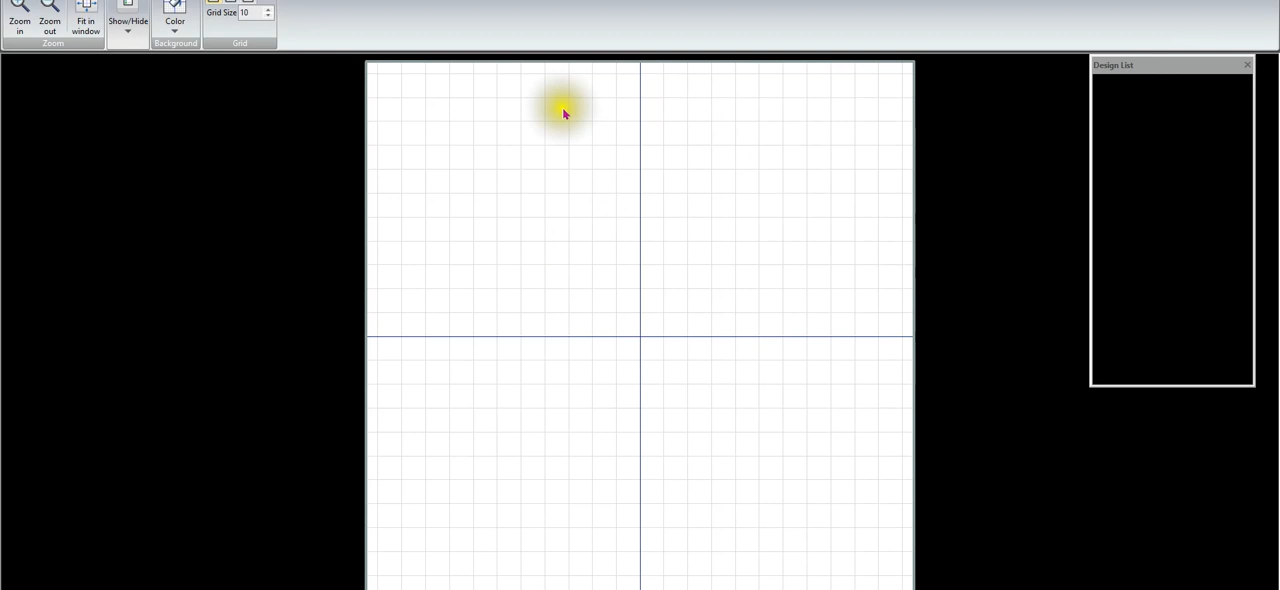 Zoom in
Zoom out
Fit in window
Show/Hide
Color
Grid Size 10
Zoom
Background
Grid
Design List